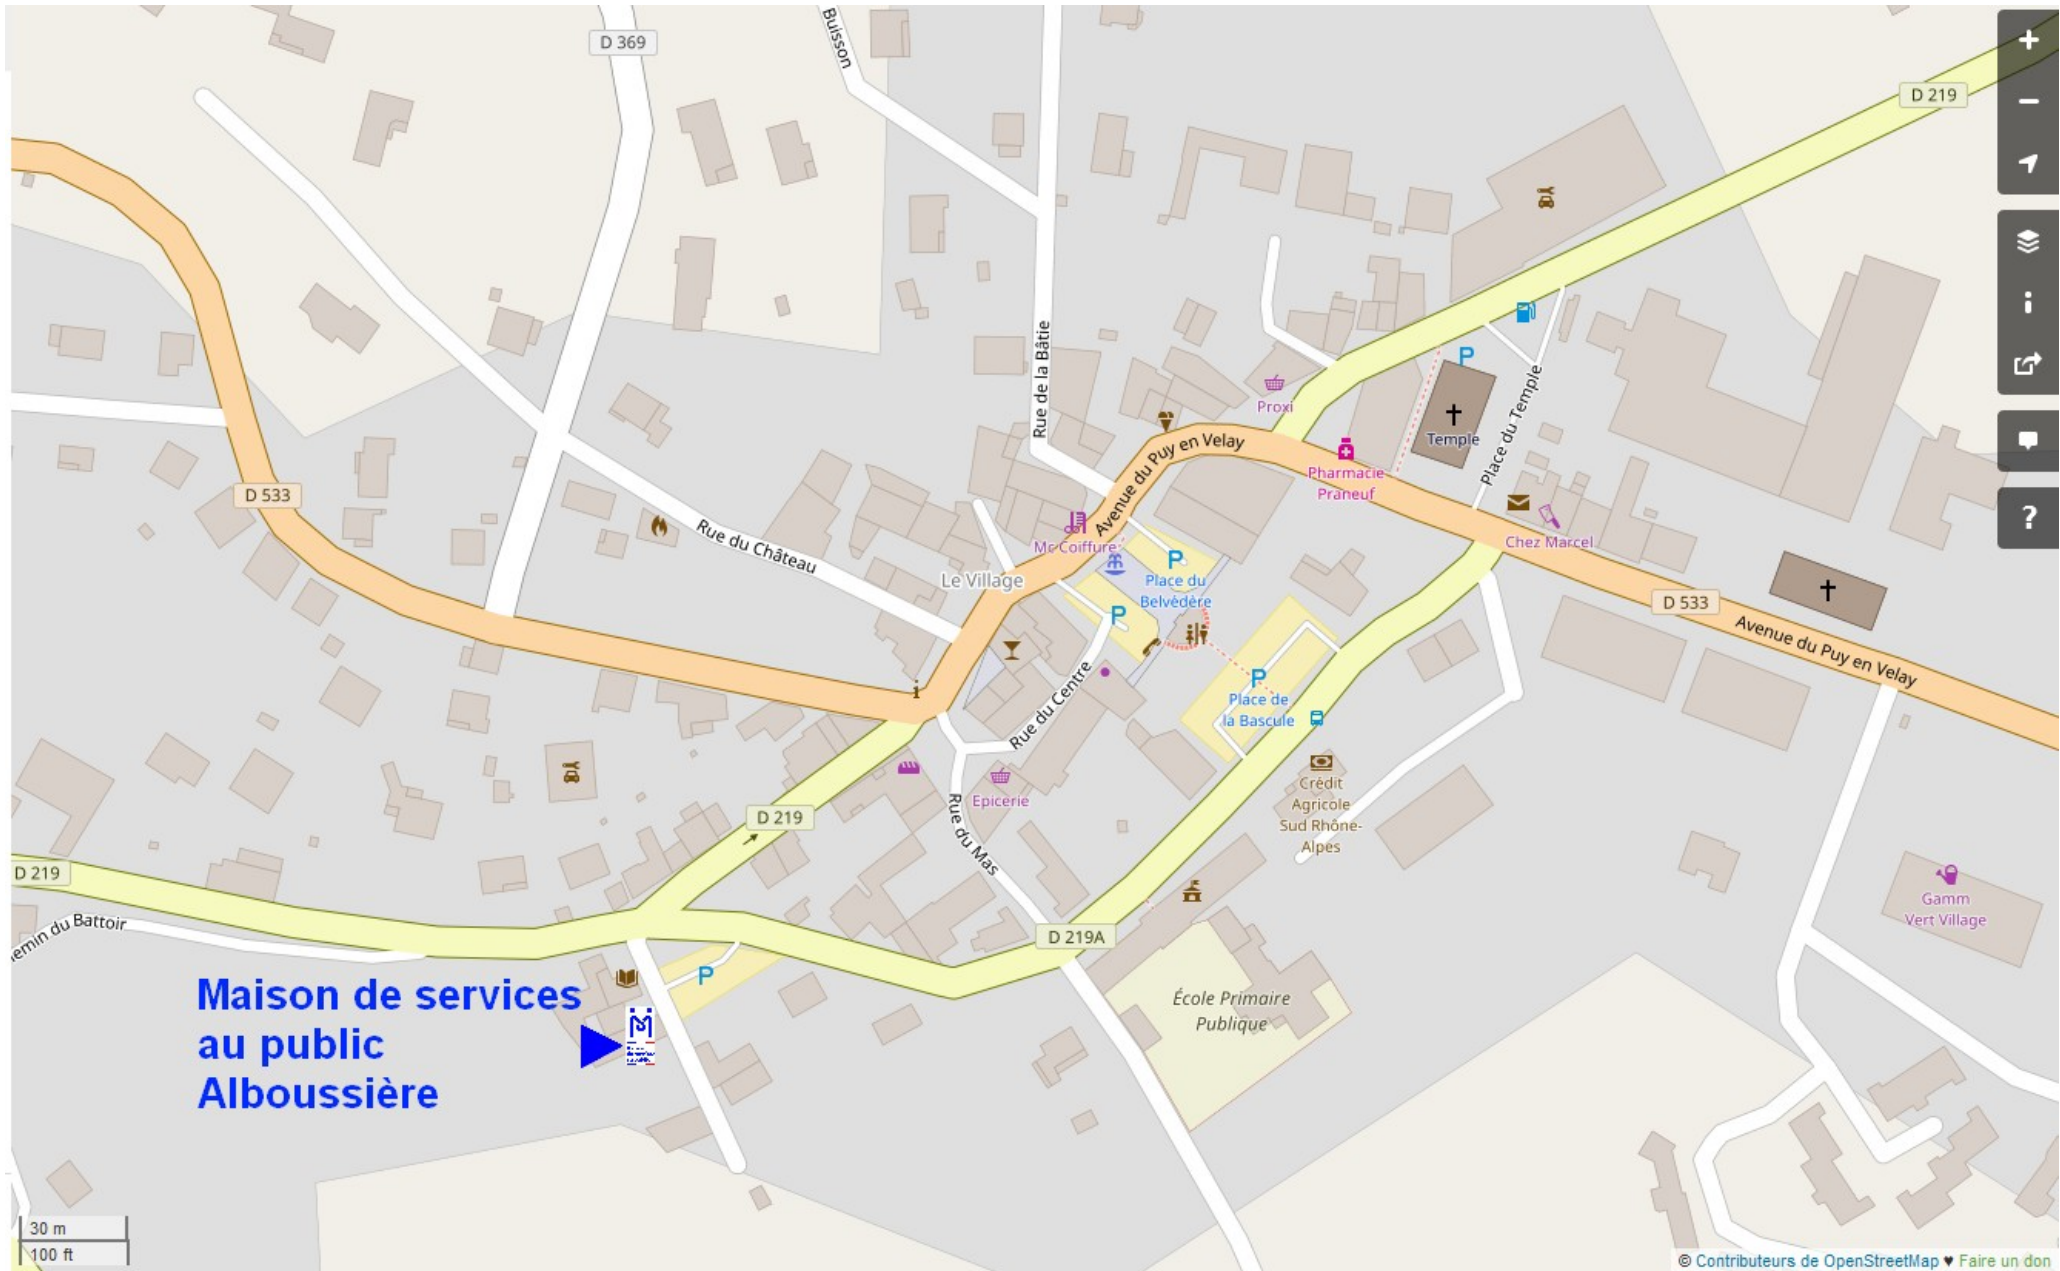 D 369
Buisson
D 219
Rue de la Bâtie
Proxi
Avenue du Puy en Velay
Temple
Place du Temple
Pharmacie
Praneuf
D 533
Rue du Château
Mc Coiffure
Chez Marcel
Le Village
Place du
Belvédère
D 533
Avenue du Puy en Velay
Rue du Centre
Place de
la Bascule
Crédit
Agricole
Sud Rhône-
Alpes
Epicerie
D 219
Rue du Mas
D 219
emin du Battoir
D 219A
Gamm
Vert Village
Maison de services
au public
Alboussière
École Primaire
Publique
30 m
100 ft
© Contributeurs de OpenStreetMap ♥ Faire un don